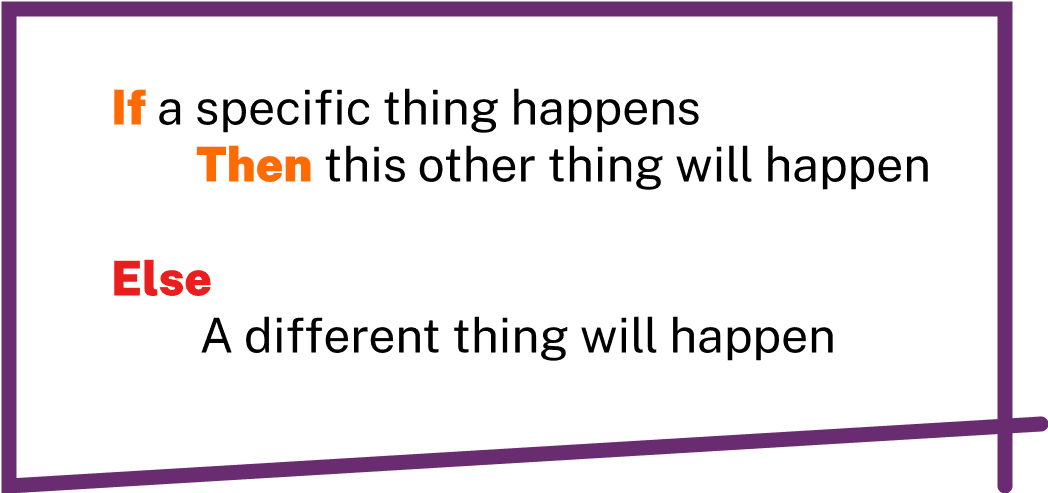 If a specific thing happens
Then this other thing will happen
Else
A different thing will happen